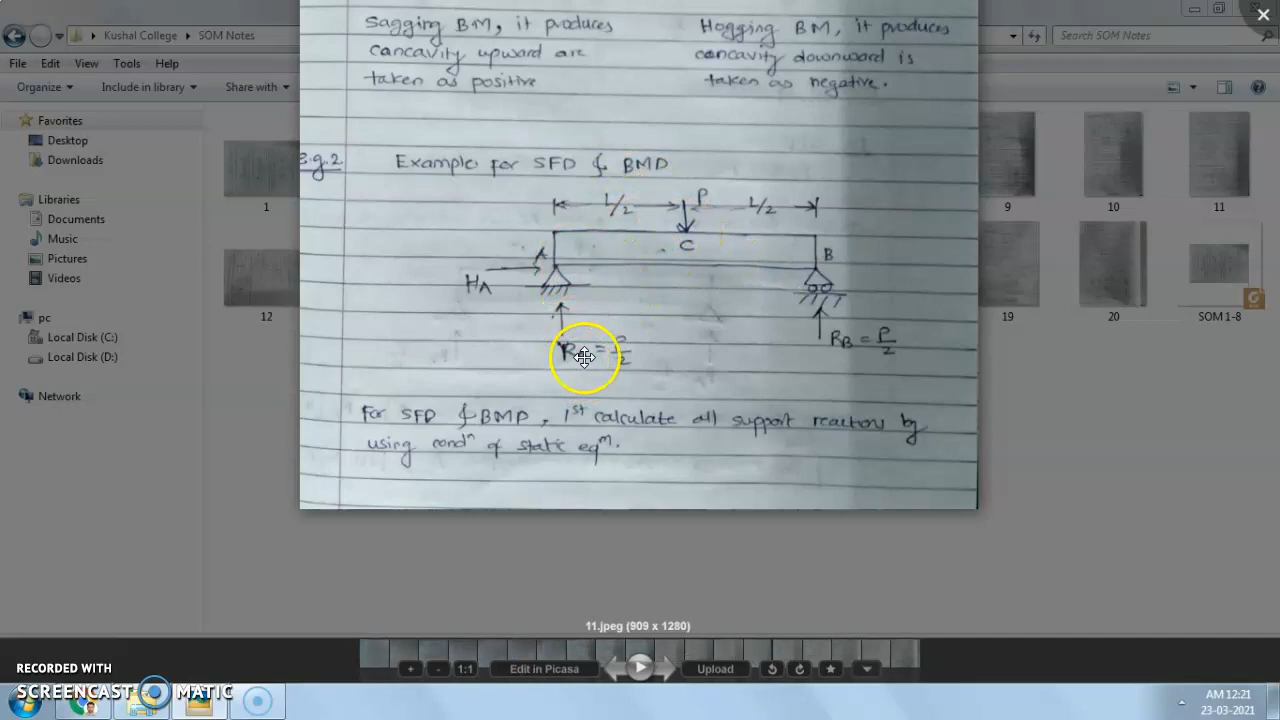 Kushal College
SOM Notes
Search SOM Notes
File
Edit
View
Tools
Help
Organize
Include in library
Share with
Favorites
Desktop
Downloads
Libraries
Documents
Music
Pictures
Videos
pc
Local Disk (C:)
Local Disk (D:)
Network
1
12
9
10
11
19
20
SOM 1-8
Sagging BM, it produces
concavity upward are
taken as positive
Hogging BM, it produces
concavity downward is
taken as negative.
Example for SFD & BMD
L/2
P
L/2
C
A
B
HA
RB = P/2
For SFD & BMD, 1st calculate all support reactions by
using condn of static eqm.
11.jpeg (909 x 1280)
+
-
1:1
Edit in Picasa
Upload
RECORDED WITH
SCREENCAST MATIC
AM 12:21
23-03-2021